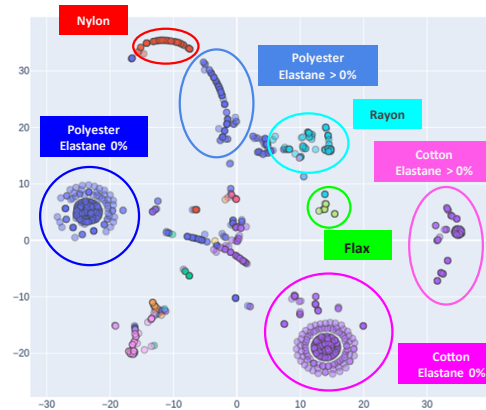 Nylon
Polyester
Elastane > 0%
Rayon
Polyester
Elastane 0%
Cotton
Elastane > 0%
Flax
Cotton
Elastane 0%
30
20
10
0
−10
−20
−30
−20
−10
0
10
20
30